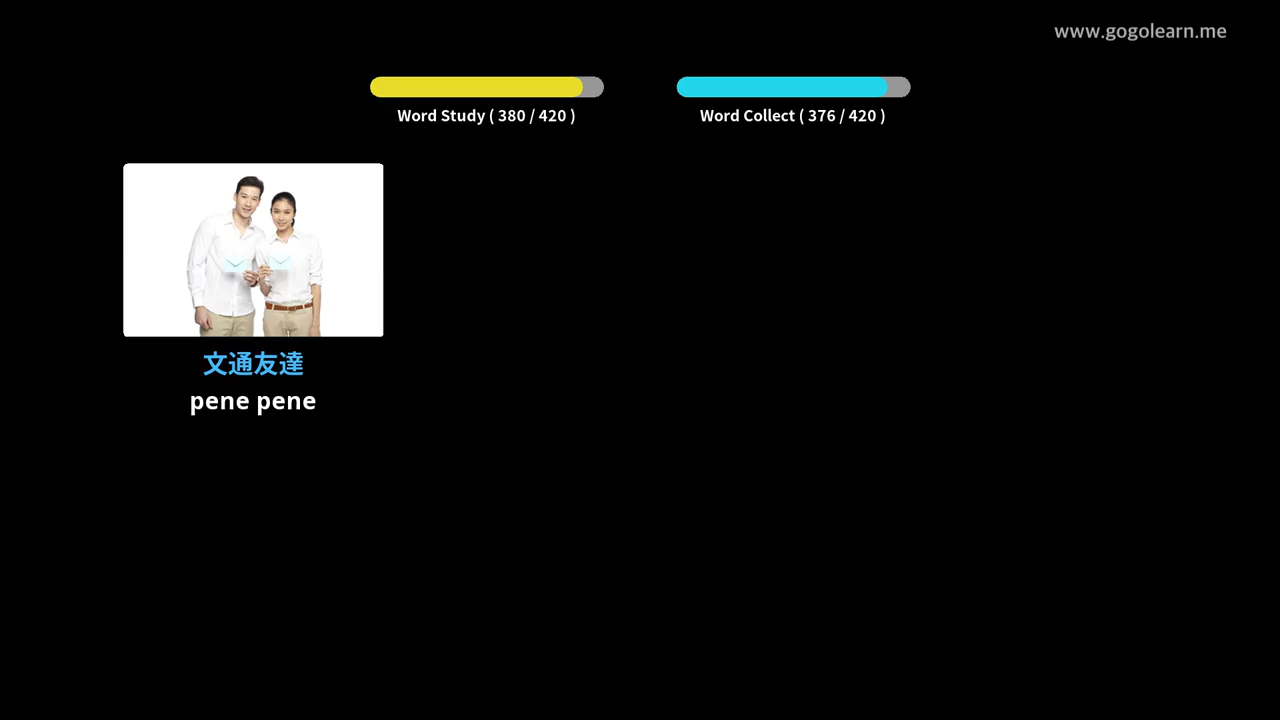 www.gogolearn.me
Word Study ( 380 / 420 )
Word Collect ( 376 / 420 )
文通友達
pene pene